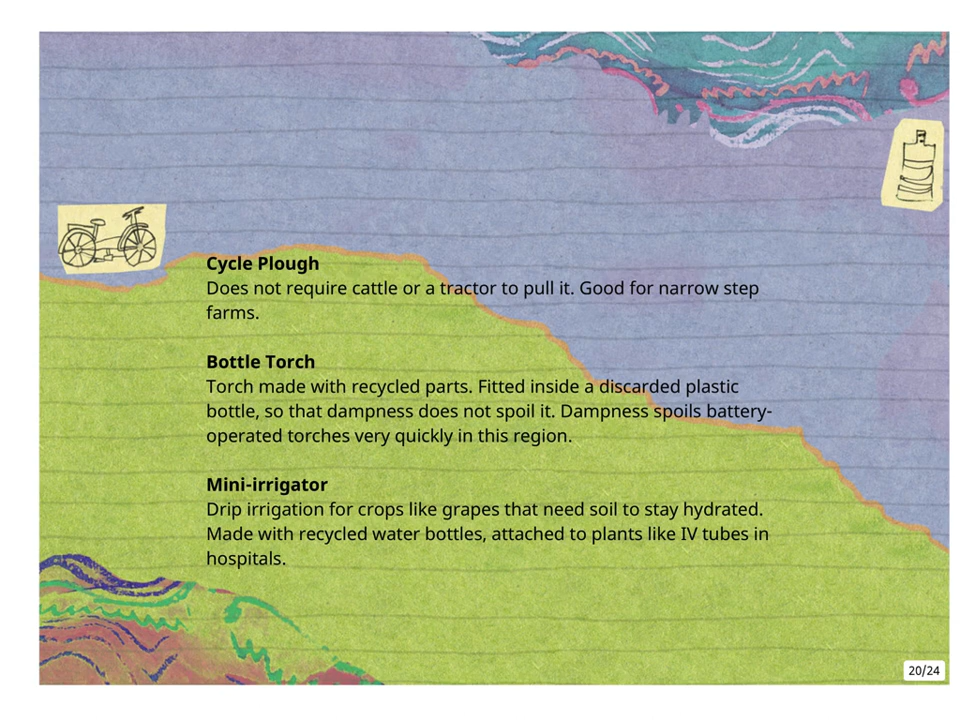 Cycle Plough
Does not require cattle or a tractor to pull it. Good for narrow step
farms.
Bottle Torch
Torch made with recycled parts. Fitted inside a discarded plastic
bottle, so that dampness does not spoil it. Dampness spoils battery-
operated torches very quickly in this region.
Mini-irrigator
Drip irrigation for crops like grapes that need soil to stay hydrated.
Made with recycled water bottles, attached to plants like IV tubes in
hospitals.
20/24